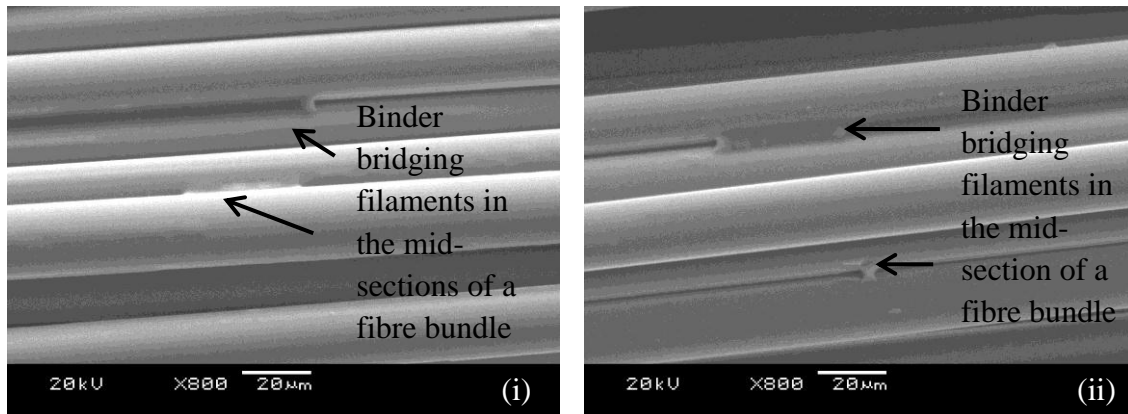 Binder
bridging
filaments in
the mid-
sections of a
fibre bundle
20kV X800 20µm (i)
Binder
bridging
filaments in
the mid-
section of a
fibre bundle
20kV X800 20µm (ii)